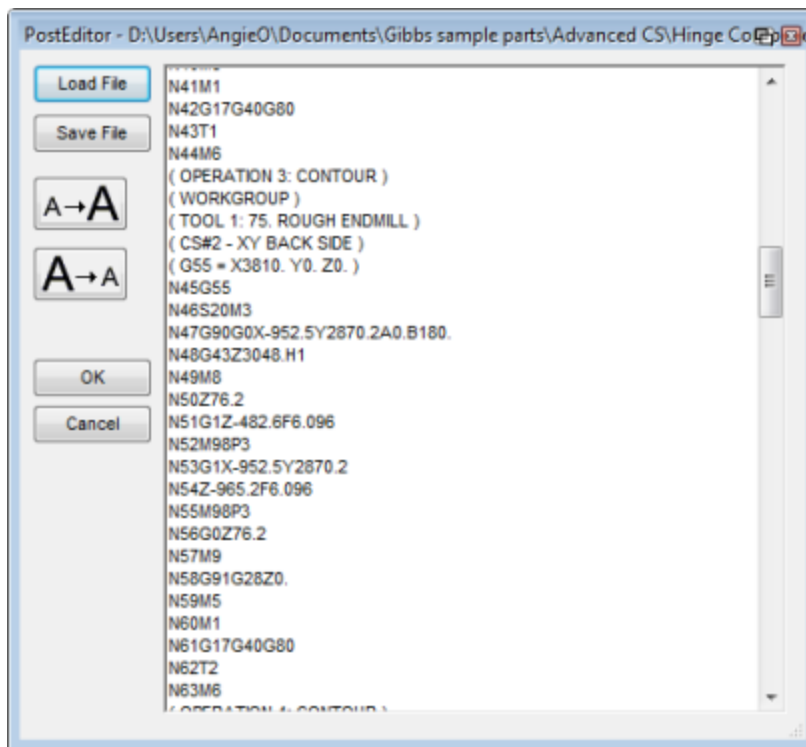 PostEditor - D:\Users\AngieO\Documents\Gibbs sample parts\Advanced CS\Hinge
Load File
Save File
A→A
A→A
OK
Cancel
N41M1
N42G17G40G80
N43T1
N44M6
( OPERATION 3: CONTOUR )
( WORKGROUP )
( TOOL 1: 75. ROUGH ENDMILL )
( CS#2 - XY BACK SIDE )
( G55 = X3810. Y0. Z0. )
N45G55
N46S20M3
N47G90G0X-952.5Y2870.2A0.B180.
N48G43Z3048.H1
N49M8
N50Z76.2
N51G1Z-482.6F6.096
N52M98P3
N53G1X-952.5Y2870.2
N54Z-965.2F6.096
N55M98P3
N56G0Z76.2
N57M9
N58G91G28Z0.
N59M5
N60M1
N61G17G40G80
N62T2
N63M6
( OPERATION 4: CONTOUR )